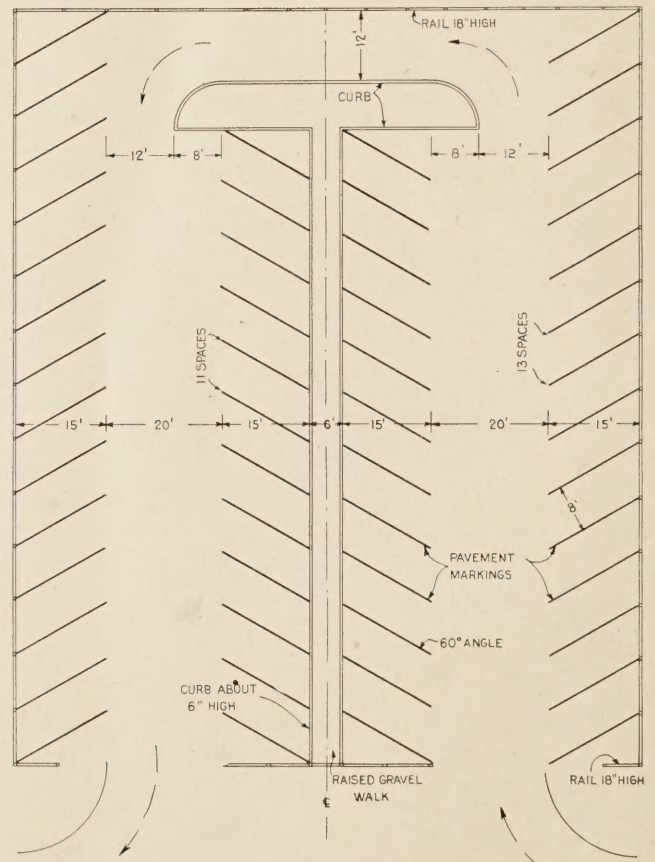 RAIL 18" HIGH
12'
CURB
12'
8'
8'
12'
11 SPACES
13 SPACES
15'
20'
15'
6'
15'
20'
15'
8'
PAVEMENT
MARKINGS
60° ANGLE
CURB ABOUT
6" HIGH
RAISED GRAVEL
WALK
RAIL 18" HIGH